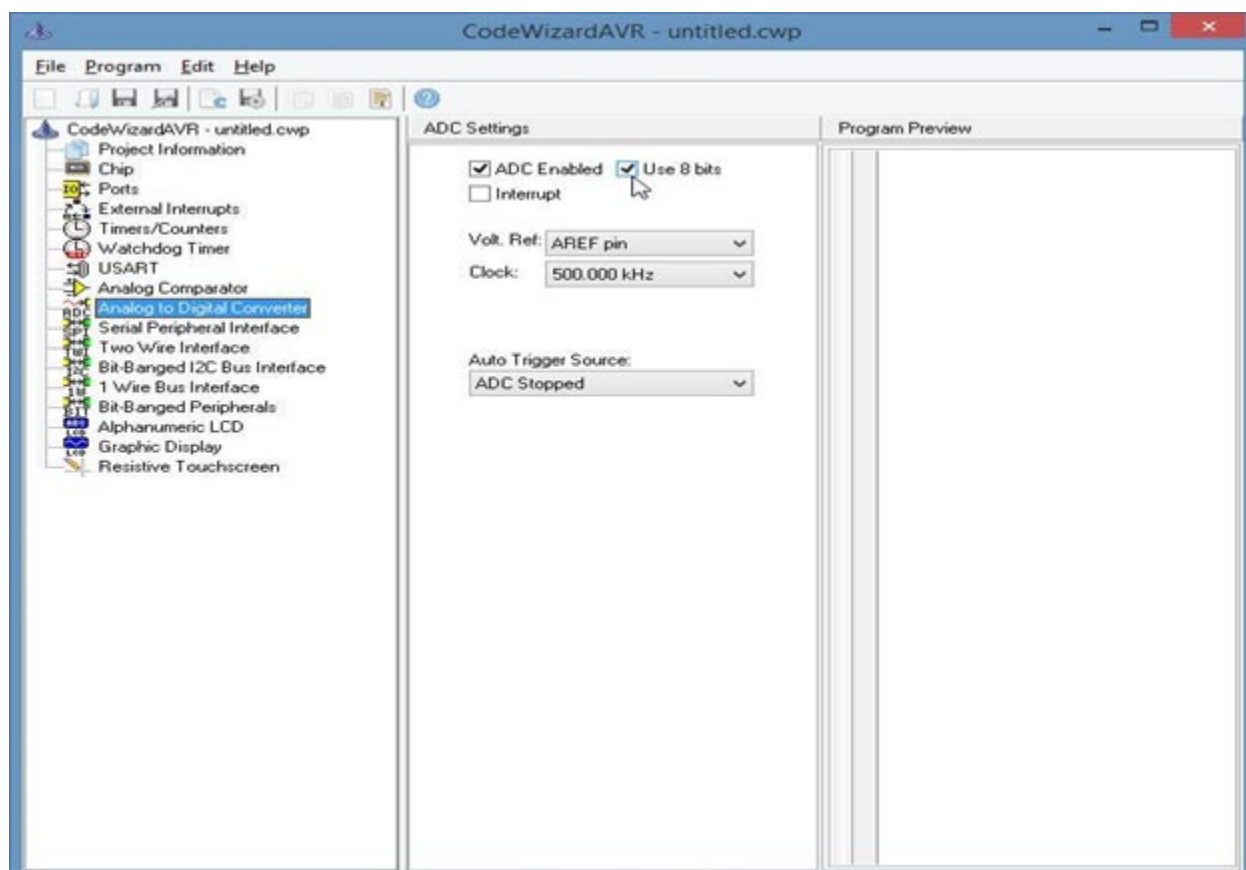 CodeWizardAVR - untitled.cwp
File Program Edit Help
CodeWizardAVR - untitled.cwp
Project Information
Chip
Ports
External Interrupts
Timers/Counters
Watchdog Timer
USART
Analog Comparator
Analog to Digital Converter
Serial Peripheral Interface
Two Wire Interface
Bit-Banged I2C Bus Interface
1 Wire Bus Interface
Bit-Banged Peripherals
Alphanumeric LCD
Graphic Display
Resistive Touchscreen
ADC Settings
ADC Enabled Use 8 bits
Interrupt
Volt. Ref: AREF pin
Clock: 500.000 kHz
Auto Trigger Source:
ADC Stopped
Program Preview